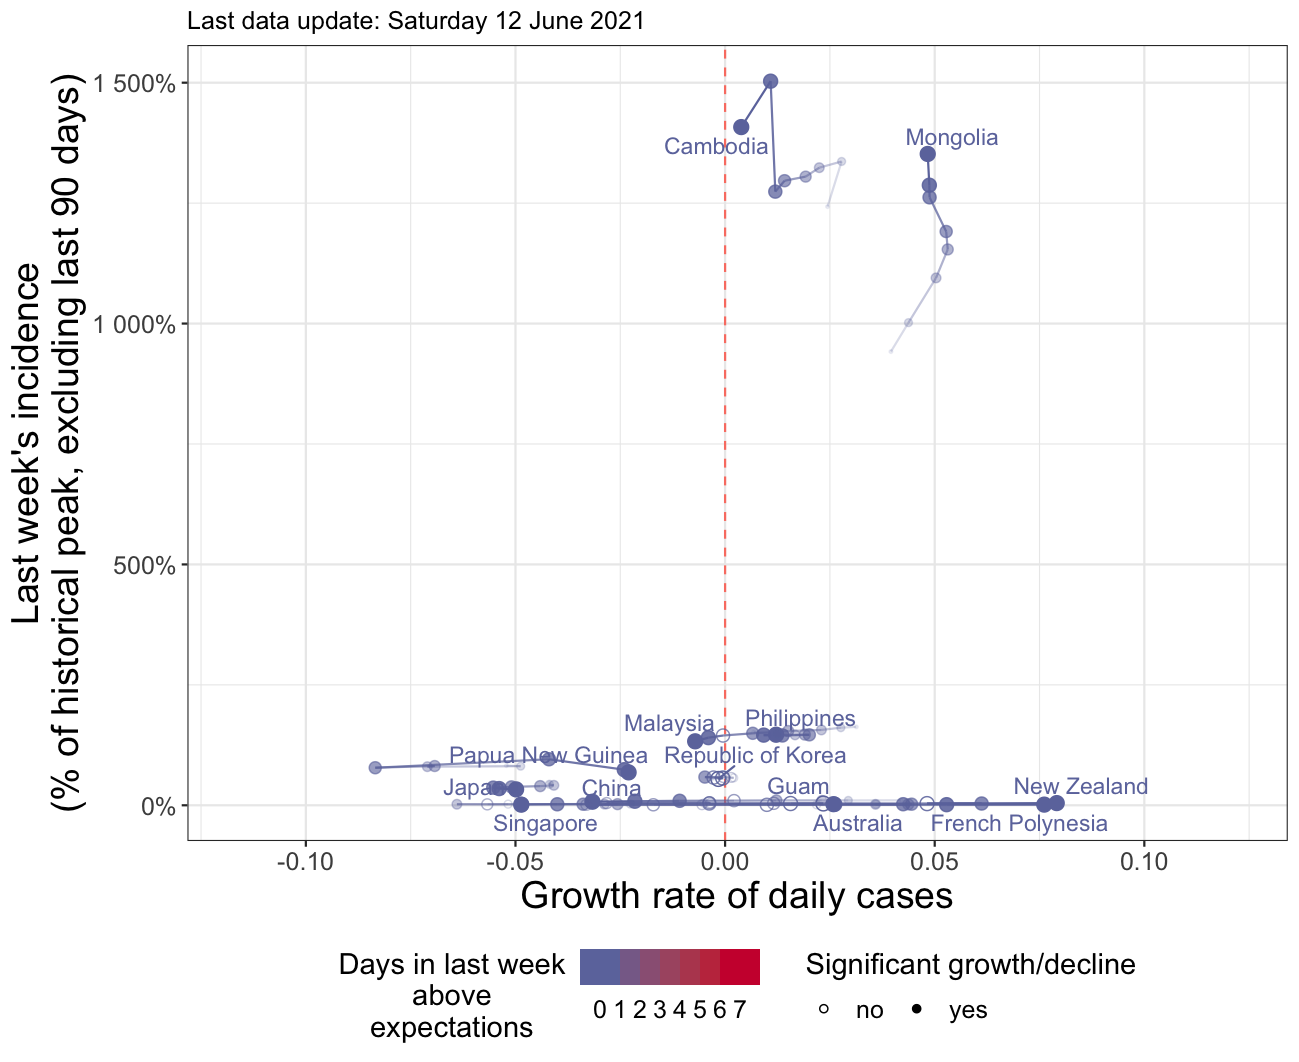 Last data update: Saturday 12 June 2021
Last week's incidence
(% of historical peak, excluding last 90 days)
1 500%
1 000%
500%
0%
Cambodia
Mongolia
Malaysia
Philippines
Papua New Guinea
Republic of Korea
Japa
China
Guam
New Zealand
Singapore
Australia
French Polynesia
-0.10
-0.05
0.00
0.05
0.10
Growth rate of daily cases
Days in last week
above
expectations
0 1 2 3 4 5 6 7
Significant growth/decline
no
yes